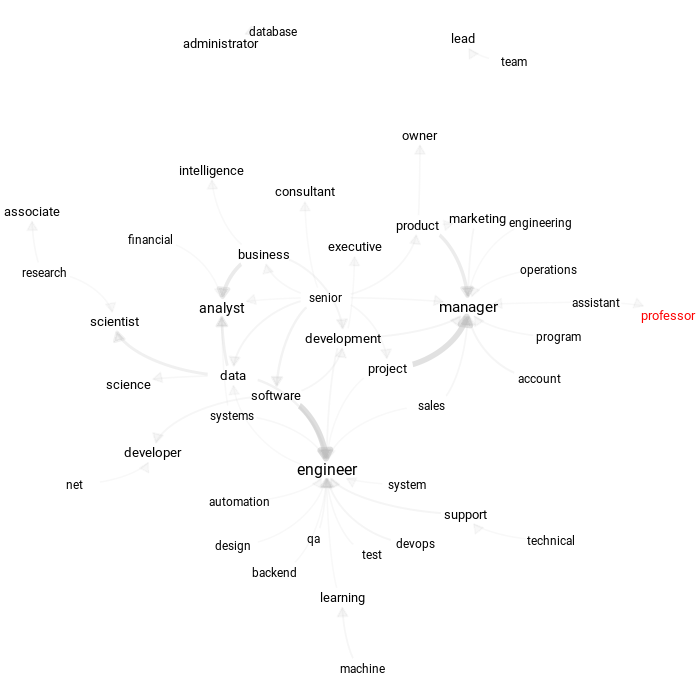 database
administrator
lead
team
owner
intelligence
consultant
associate
product
marketing
engineering
financial
executive
business
research
operations
senior
assistant
analyst
manager
professor
scientist
development
program
project
data
account
science
software
sales
systems
developer
engineer
net
system
automation
support
qa
technical
design
devops
test
backend
learning
machine